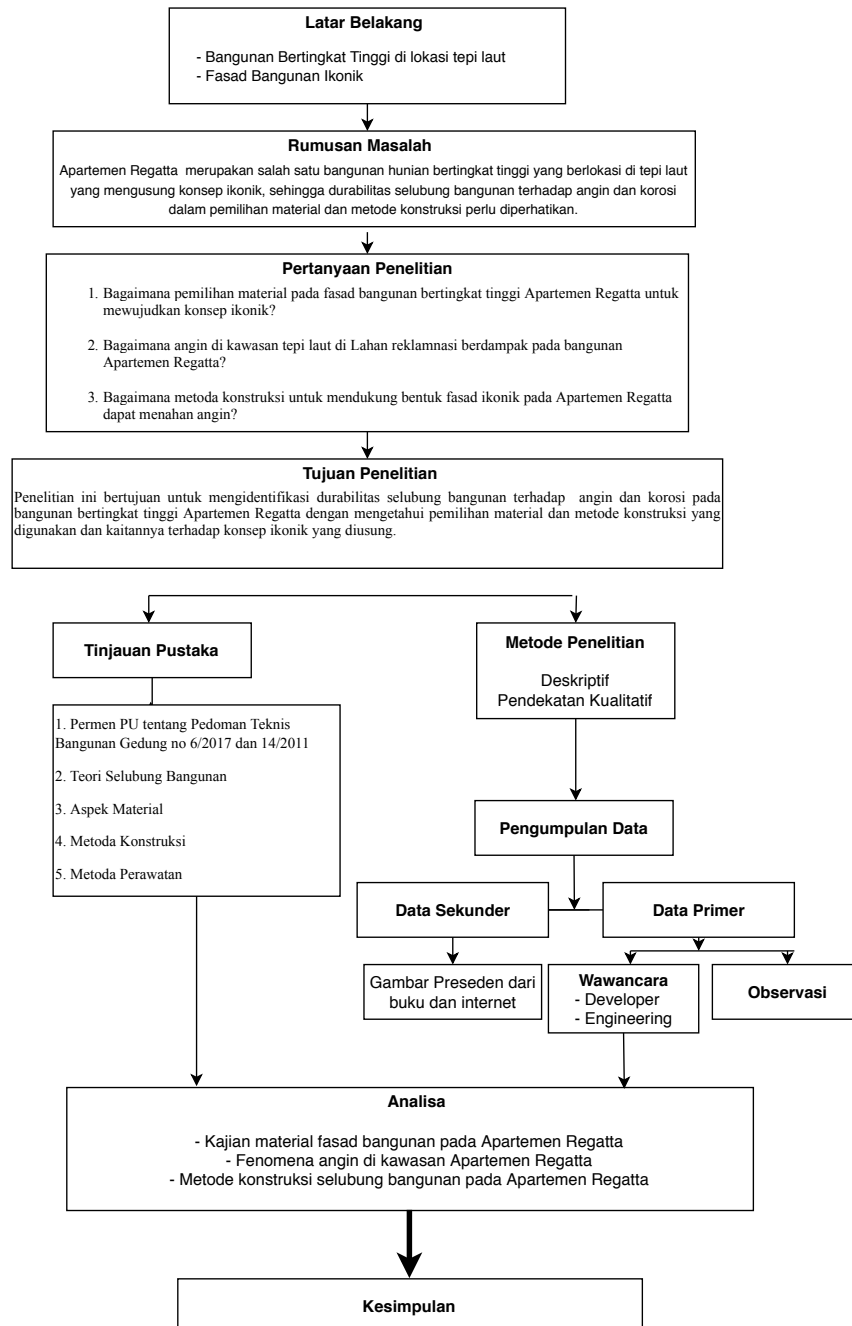 Latar Belakang
- Bangunan Bertingkat Tinggi di lokasi tepi laut
- Fasad Bangunan Ikonik
Rumusan Masalah
Apartemen Regatta merupakan salah satu bangunan hunian bertingkat tinggi yang berlokasi di tepi laut
yang mengusung konsep ikonik, sehingga durabilitas selubung bangunan terhadap angin dan korosi
dalam pemilihan material dan metode konstruksi perlu diperhatikan.
Pertanyaan Penelitian
1. Bagaimana pemilihan material pada fasad bangunan bertingkat tinggi Apartemen Regatta untuk
mewujudkan konsep ikonik?
2. Bagaimana angin di kawasan tepi laut di Lahan reklamnasi berdampak pada bangunan
Apartemen Regatta?
3. Bagaimana metoda konstruksi untuk mendukung bentuk fasad ikonik pada Apartemen Regatta
dapat menahan angin?
Tujuan Penelitian
Penelitian ini bertujuan untuk mengidentifikasi durabilitas selubung bangunan terhadap angin dan korosi pada
bangunan bertingkat tinggi Apartemen Regatta dengan mengetahui pemilihan material dan metode konstruksi yang
digunakan dan kaitannya terhadap konsep ikonik yang diusung.
Tinjauan Pustaka
1. Permen PU tentang Pedoman Teknis
Bangunan Gedung no 6/2017 dan 14/2011
2. Teori Selubung Bangunan
3. Aspek Material
4. Metoda Konstruksi
5. Metoda Perawatan
Metode Penelitian
Deskriptif
Pendekatan Kualitatif
Pengumpulan Data
Data Sekunder
Data Primer
Gambar Preseden dari
buku dan internet
Wawancara
- Developer
- Engineering
Observasi
Analisa
- Kajian material fasad bangunan pada Apartemen Regatta
- Fenomena angin di kawasan Apartemen Regatta
- Metode konstruksi selubung bangunan pada Apartemen Regatta
Kesimpulan